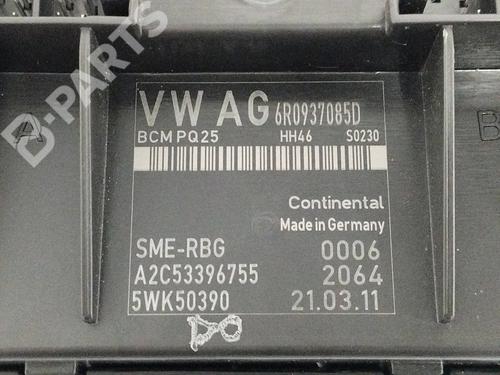 D-PARTS
A
B
VW AG 6R0937085D
BCM PQ25 HH46 S0230
Continental
Made in Germany
SME-RBG 0006
A2C53396755 2064
5WK50390 21.03.11